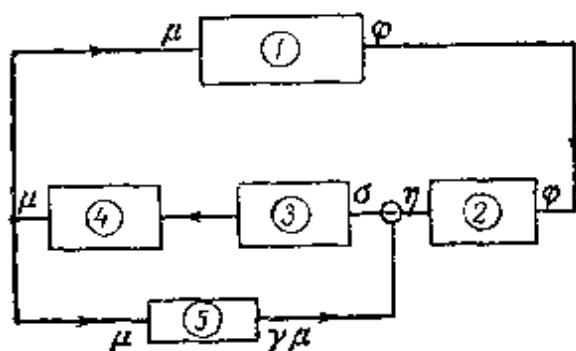 μ ① φ
μ ④ ③ σ η ② φ
μ ⑤ γμ